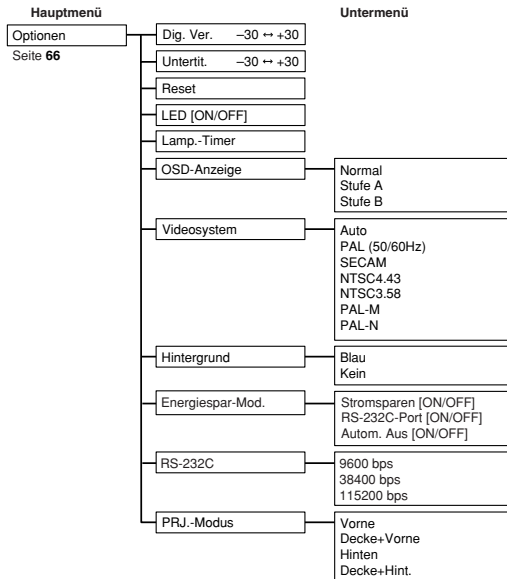 Hauptmenü
Untermenü
Optionen
Seite 66
Dig. Ver. –30 ↔ +30
Untertit. –30 ↔ +30
Reset
LED [ON/OFF]
Lamp.-Timer
OSD-Anzeige
Normal
Stufe A
Stufe B
Videosystem
Auto
PAL (50/60Hz)
SECAM
NTSC4.43
NTSC3.58
PAL-M
PAL-N
Hintergrund
Blau
Kein
Energiespar-Mod.
Stromsparen [ON/OFF]
RS-232C-Port [ON/OFF]
Autom. Aus [ON/OFF]
RS-232C
9600 bps
38400 bps
115200 bps
PRJ.-Modus
Vorne
Decke+Vorne
Hinten
Decke+Hint.